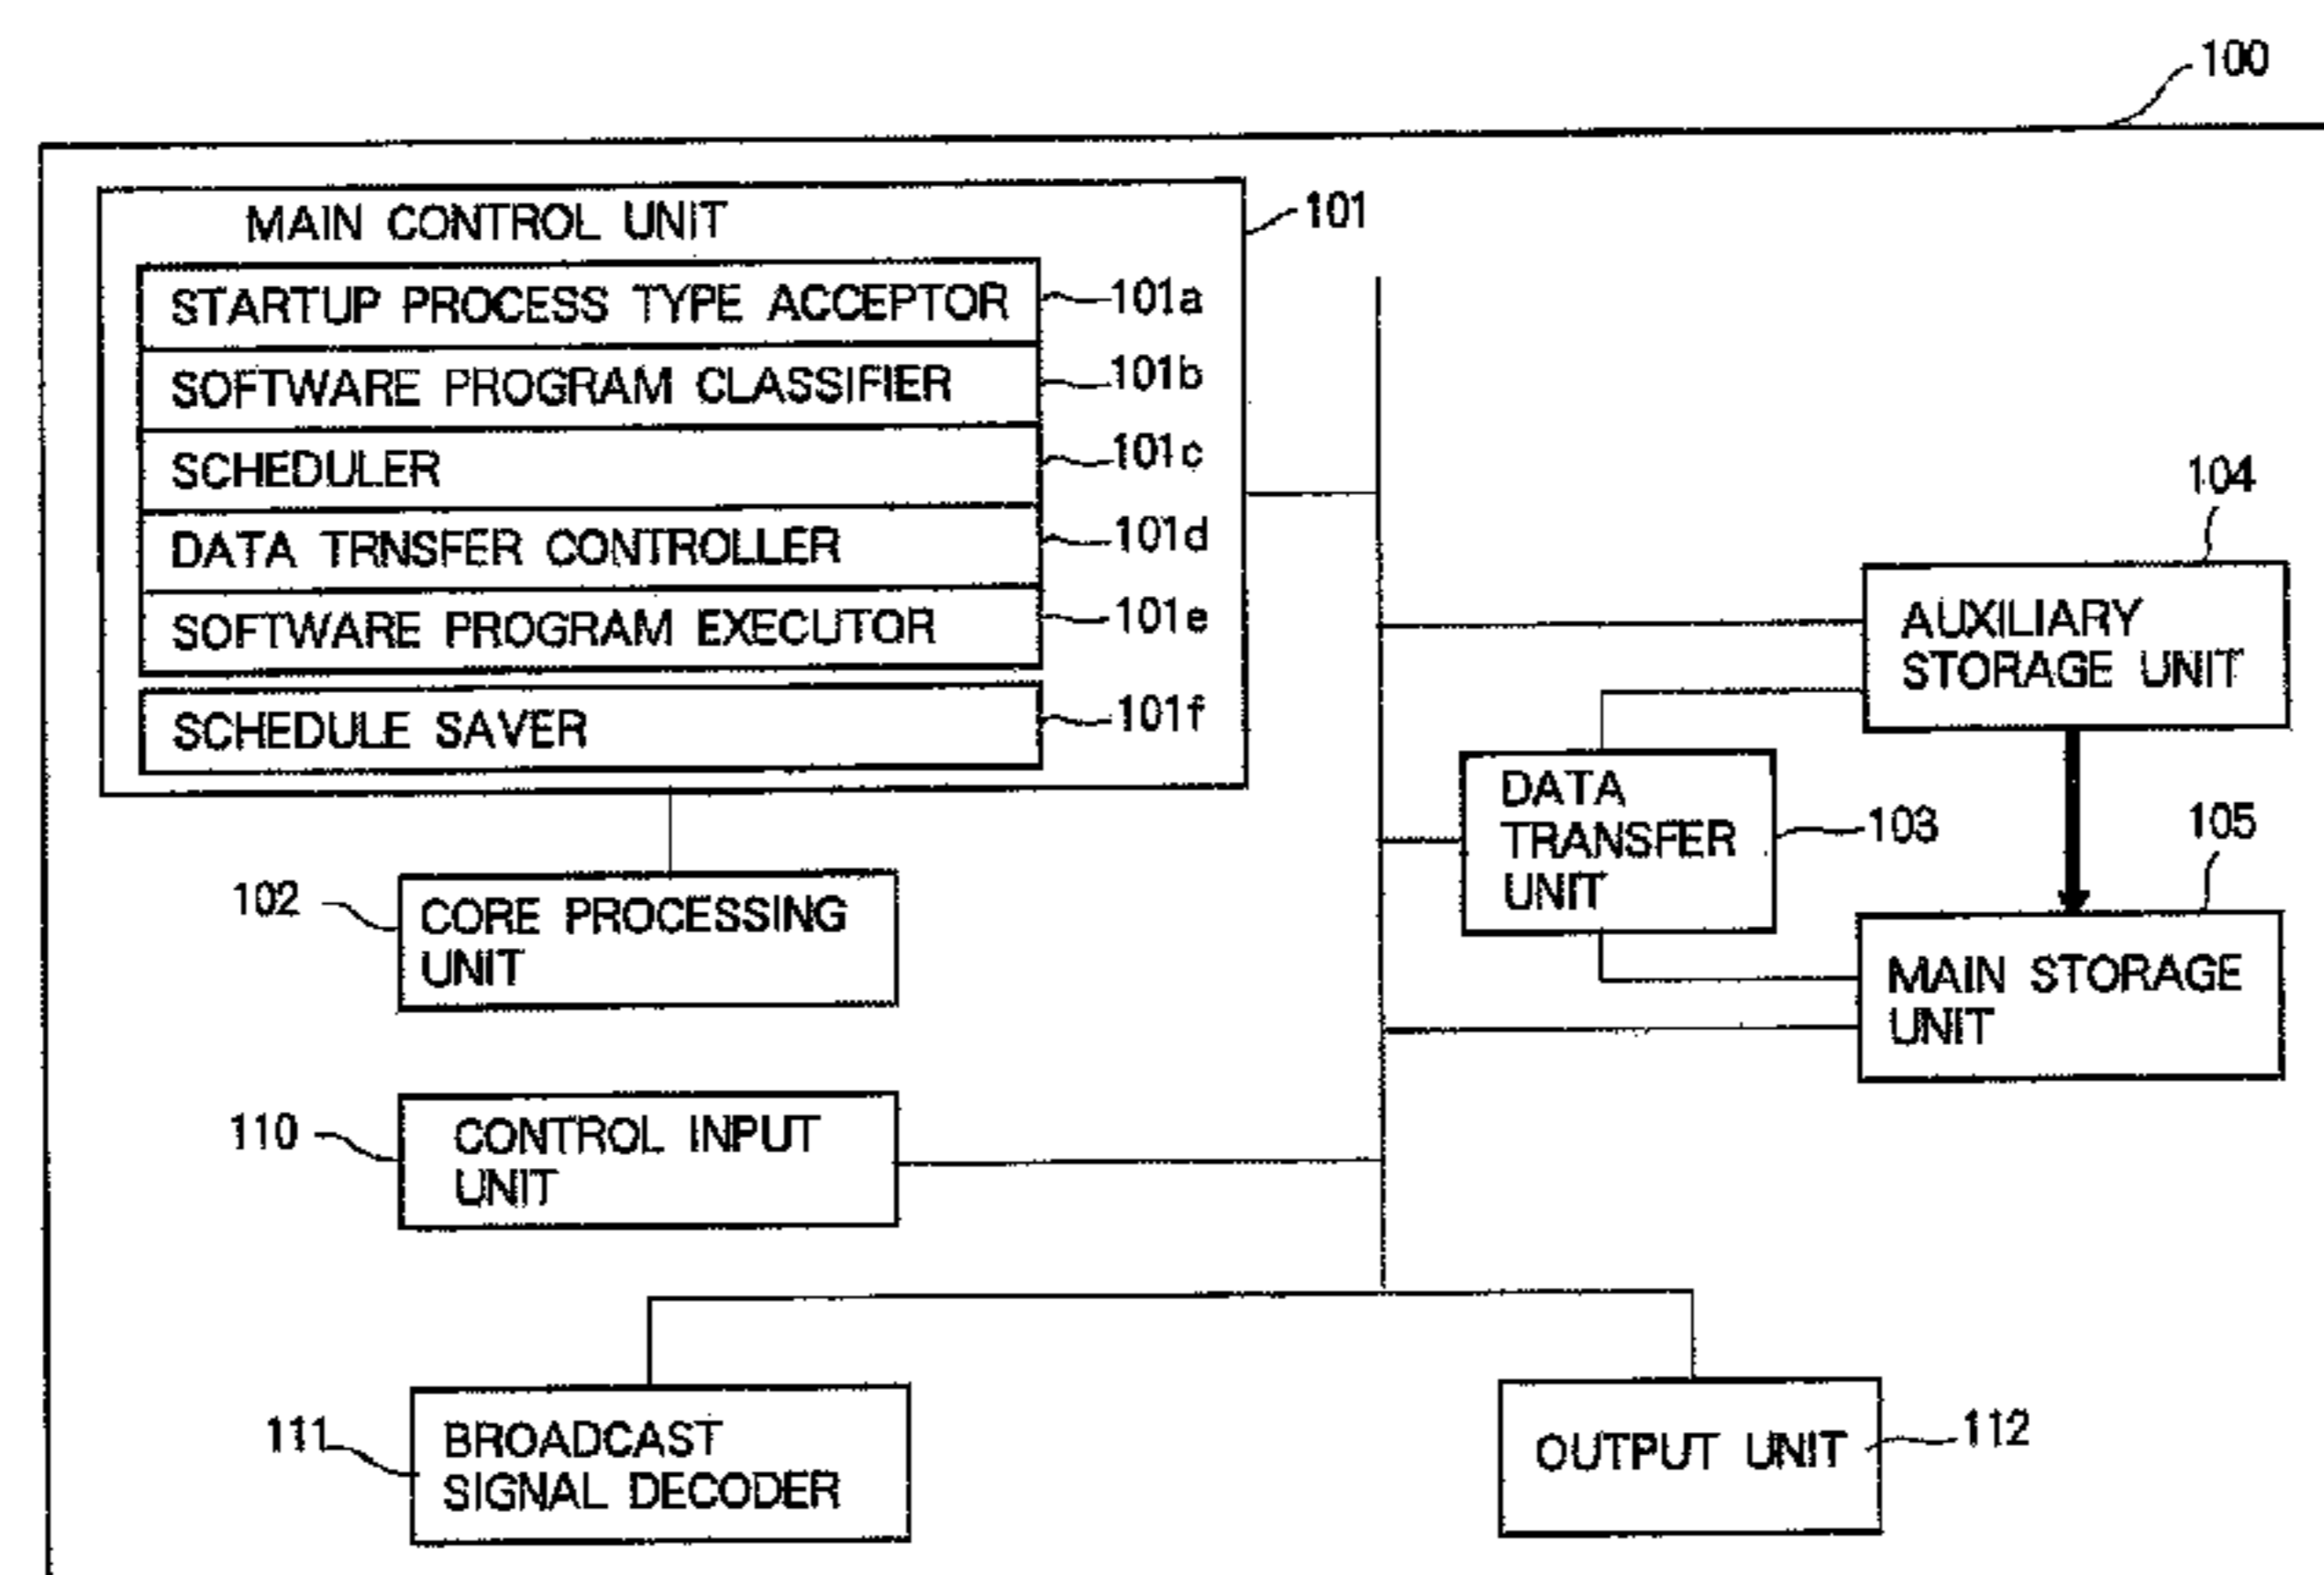 100
MAIN CONTROL UNIT
101
STARTUP PROCESS TYPE ACCEPTOR
101a
SOFTWARE PROGRAM CLASSIFIER
101b
SCHEDULER
101c
DATA TRNSFER CONTROLLER
101d
SOFTWARE PROGRAM EXECUTOR
101e
SCHEDULE SAVER
101f
104
AUXILIARY
STORAGE UNIT
DATA
TRANSFER
UNIT
103
105
MAIN STORAGE
UNIT
102
CORE PROCESSING
UNIT
110
CONTROL INPUT
UNIT
111
BROADCAST
SIGNAL DECODER
OUTPUT UNIT
112